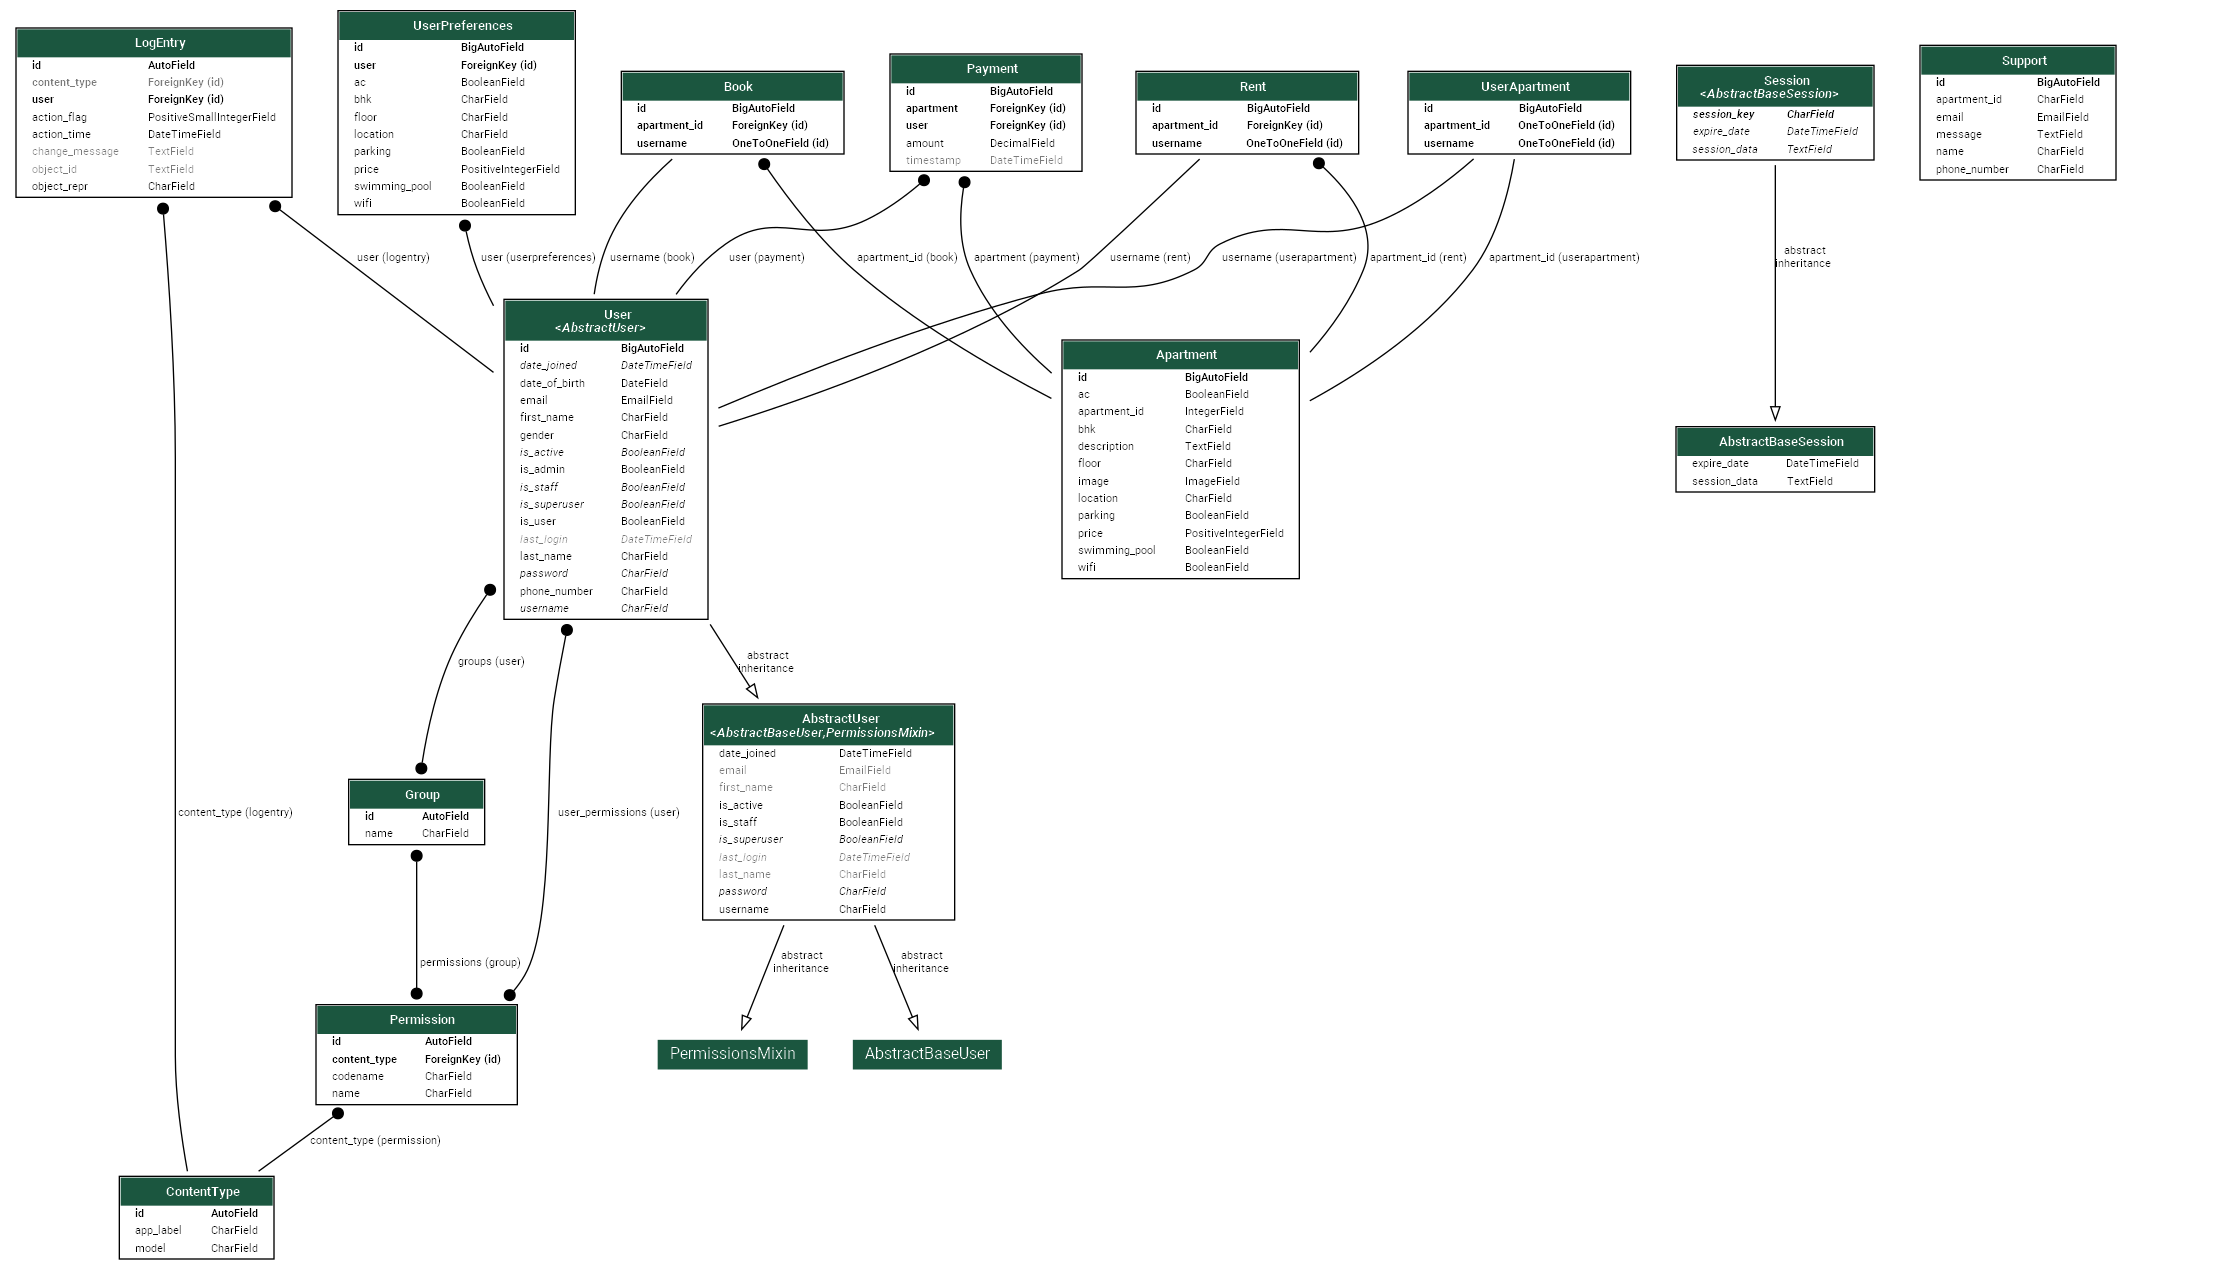 LogEntry
id AutoField
content_type ForeignKey (id)
user ForeignKey (id)
action_flag PositiveSmallIntegerField
action_time DateTimeField
change_message TextField
object_id TextField
object_repr CharField
UserPreferences
id BigAutoField
user ForeignKey (id)
ac BooleanField
bhk CharField
floor CharField
location CharField
parking BooleanField
price PositiveIntegerField
swimming_pool BooleanField
wifi BooleanField
Book
id BigAutoField
apartment_id ForeignKey (id)
username OneToOneField (id)
Payment
id BigAutoField
apartment ForeignKey (id)
user ForeignKey (id)
amount DecimalField
timestamp DateTimeField
Rent
id BigAutoField
apartment_id ForeignKey (id)
username OneToOneField (id)
UserApartment
id BigAutoField
apartment_id OneToOneField (id)
username OneToOneField (id)
Session
<AbstractBaseSession>
session_key CharField
expire_date DateTimeField
session_data TextField
Support
id BigAutoField
apartment_id CharField
email EmailField
message TextField
name CharField
phone_number CharField
user (logentry)
user (userpreferences)
username (book)
user (payment)
apartment_id (book)
apartment (payment)
username (rent)
username (userapartment)
apartment_id (rent)
apartment_id (userapartment)
abstract
inheritance
User
<AbstractUser>
id BigAutoField
date_joined DateTimeField
date_of_birth DateField
email EmailField
first_name CharField
gender CharField
is_active BooleanField
is_admin BooleanField
is_staff BooleanField
is_superuser BooleanField
is_user BooleanField
last_login DateTimeField
last_name CharField
password CharField
phone_number CharField
username CharField
Apartment
id BigAutoField
ac BooleanField
apartment_id IntegerField
bhk CharField
description TextField
floor CharField
image ImageField
location CharField
parking BooleanField
price PositiveIntegerField
swimming_pool BooleanField
wifi BooleanField
AbstractBaseSession
expire_date DateTimeField
session_data TextField
groups (user)
abstract
inheritance
AbstractUser
<AbstractBaseUser,PermissionsMixin>
date_joined DateTimeField
email EmailField
first_name CharField
is_active BooleanField
is_staff BooleanField
is_superuser BooleanField
last_login DateTimeField
last_name CharField
password CharField
username CharField
Group
id AutoField
name CharField
content_type (logentry)
user_permissions (user)
permissions (group)
abstract
inheritance
abstract
inheritance
Permission
id AutoField
content_type ForeignKey (id)
codename CharField
name CharField
PermissionsMixin
AbstractBaseUser
content_type (permission)
ContentType
id AutoField
app_label CharField
model CharField